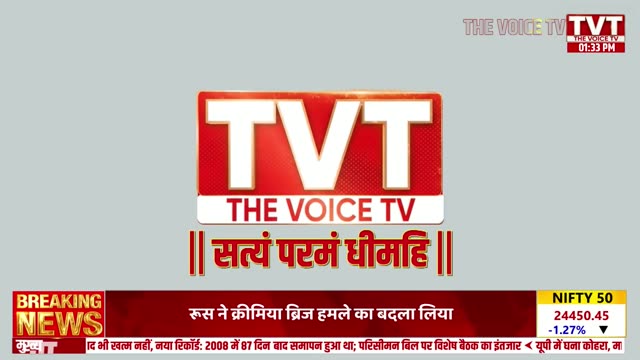 THE VOICE TV
TVT
THE VOICE TV
01:33 PM
TVT
THE VOICE TV
|| सत्यं परमं धीमहि ||
BREAKING NEWS
रूस ने क्रीमिया ब्रिज हमले का बदला लिया
NIFTY 50
24450.45
-1.27% ▼
भी खत्म नहीं, नया रिकॉर्ड: 2008 में 87 दिन बाद समापन हुआ था; परिसीमन बिल पर विशेष बैठक का इंतजार < यूपी में घना कोहरा,